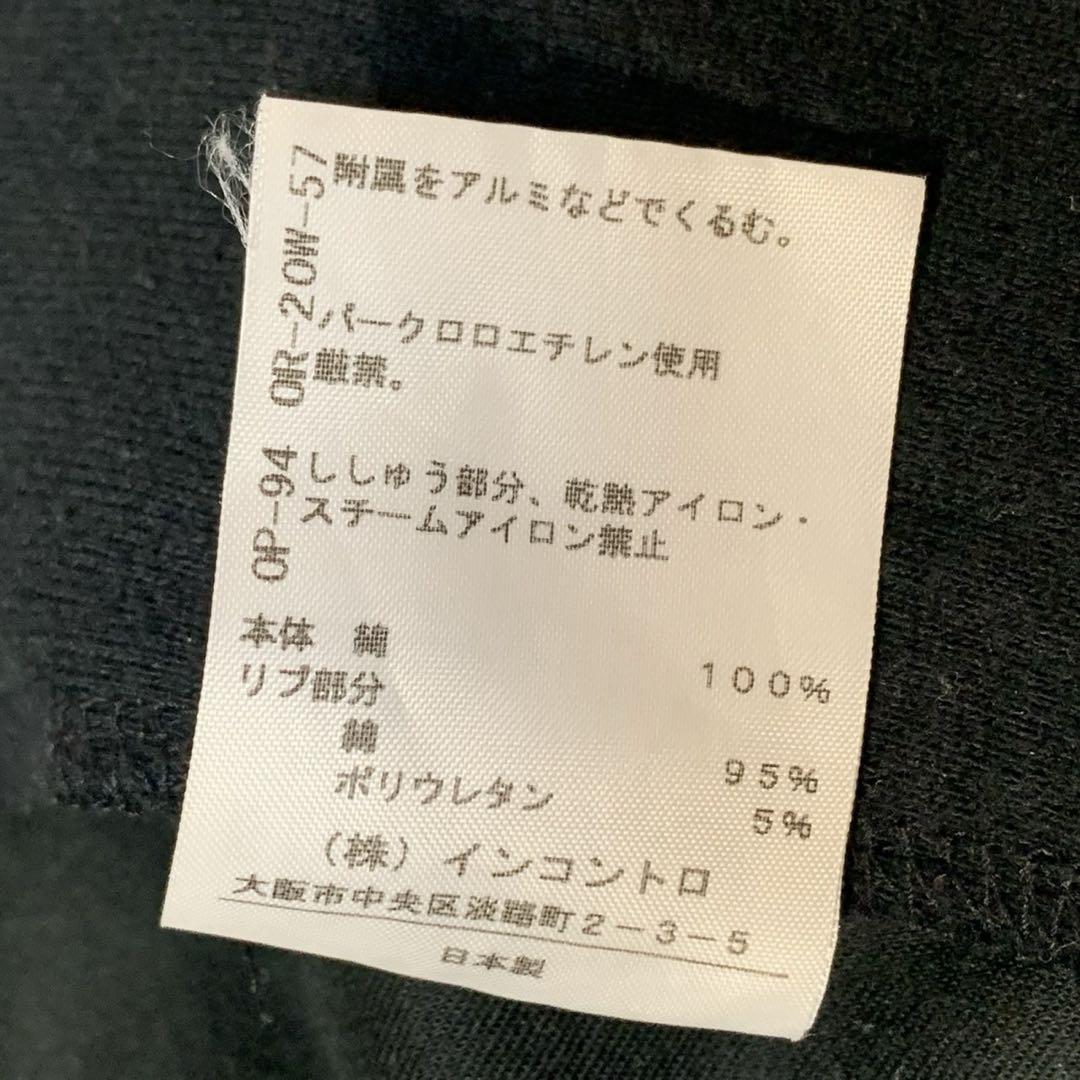 附属をアルミなどでくるむ。
パークロロエチレン使用
厳禁。
ししゅう部分、乾熱アイロン・
スチームアイロン禁止
OP-94 OR-20W-57
本体 綿 100%
リブ部分
綿 95%
ポリウレタン 5%
(株)インコントロ
大阪市中央区淡路町2-3-5
日本製